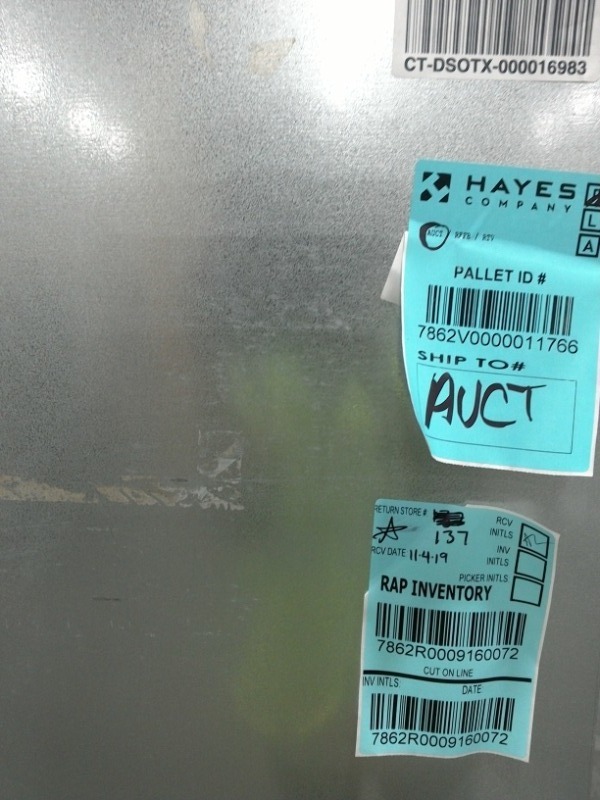 CT-DSOTX-000016983
HAYES
COMPANY
L
A
AUCT
PALLET ID #
7862V0000011766
SHIP TO#
AUCT
RETURN STORE #
137
RCV
INITLS
RCV DATE 11-4-19
INV
INITLS
PICKER INITLS
RAP INVENTORY
7862R0009160072
CUT ON LINE
INV INTLS
DATE
7862R0009160072